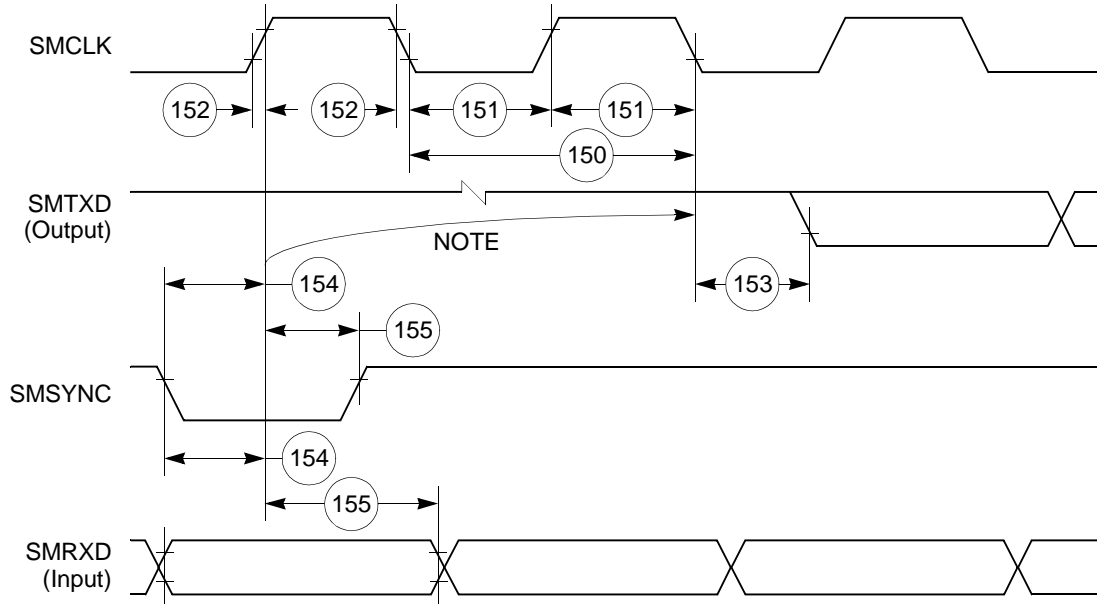 SMCLK
152
152
151
151
150
SMTXD
(Output)
NOTE
154
153
155
SMSYNC
154
155
SMRXD
(Input)